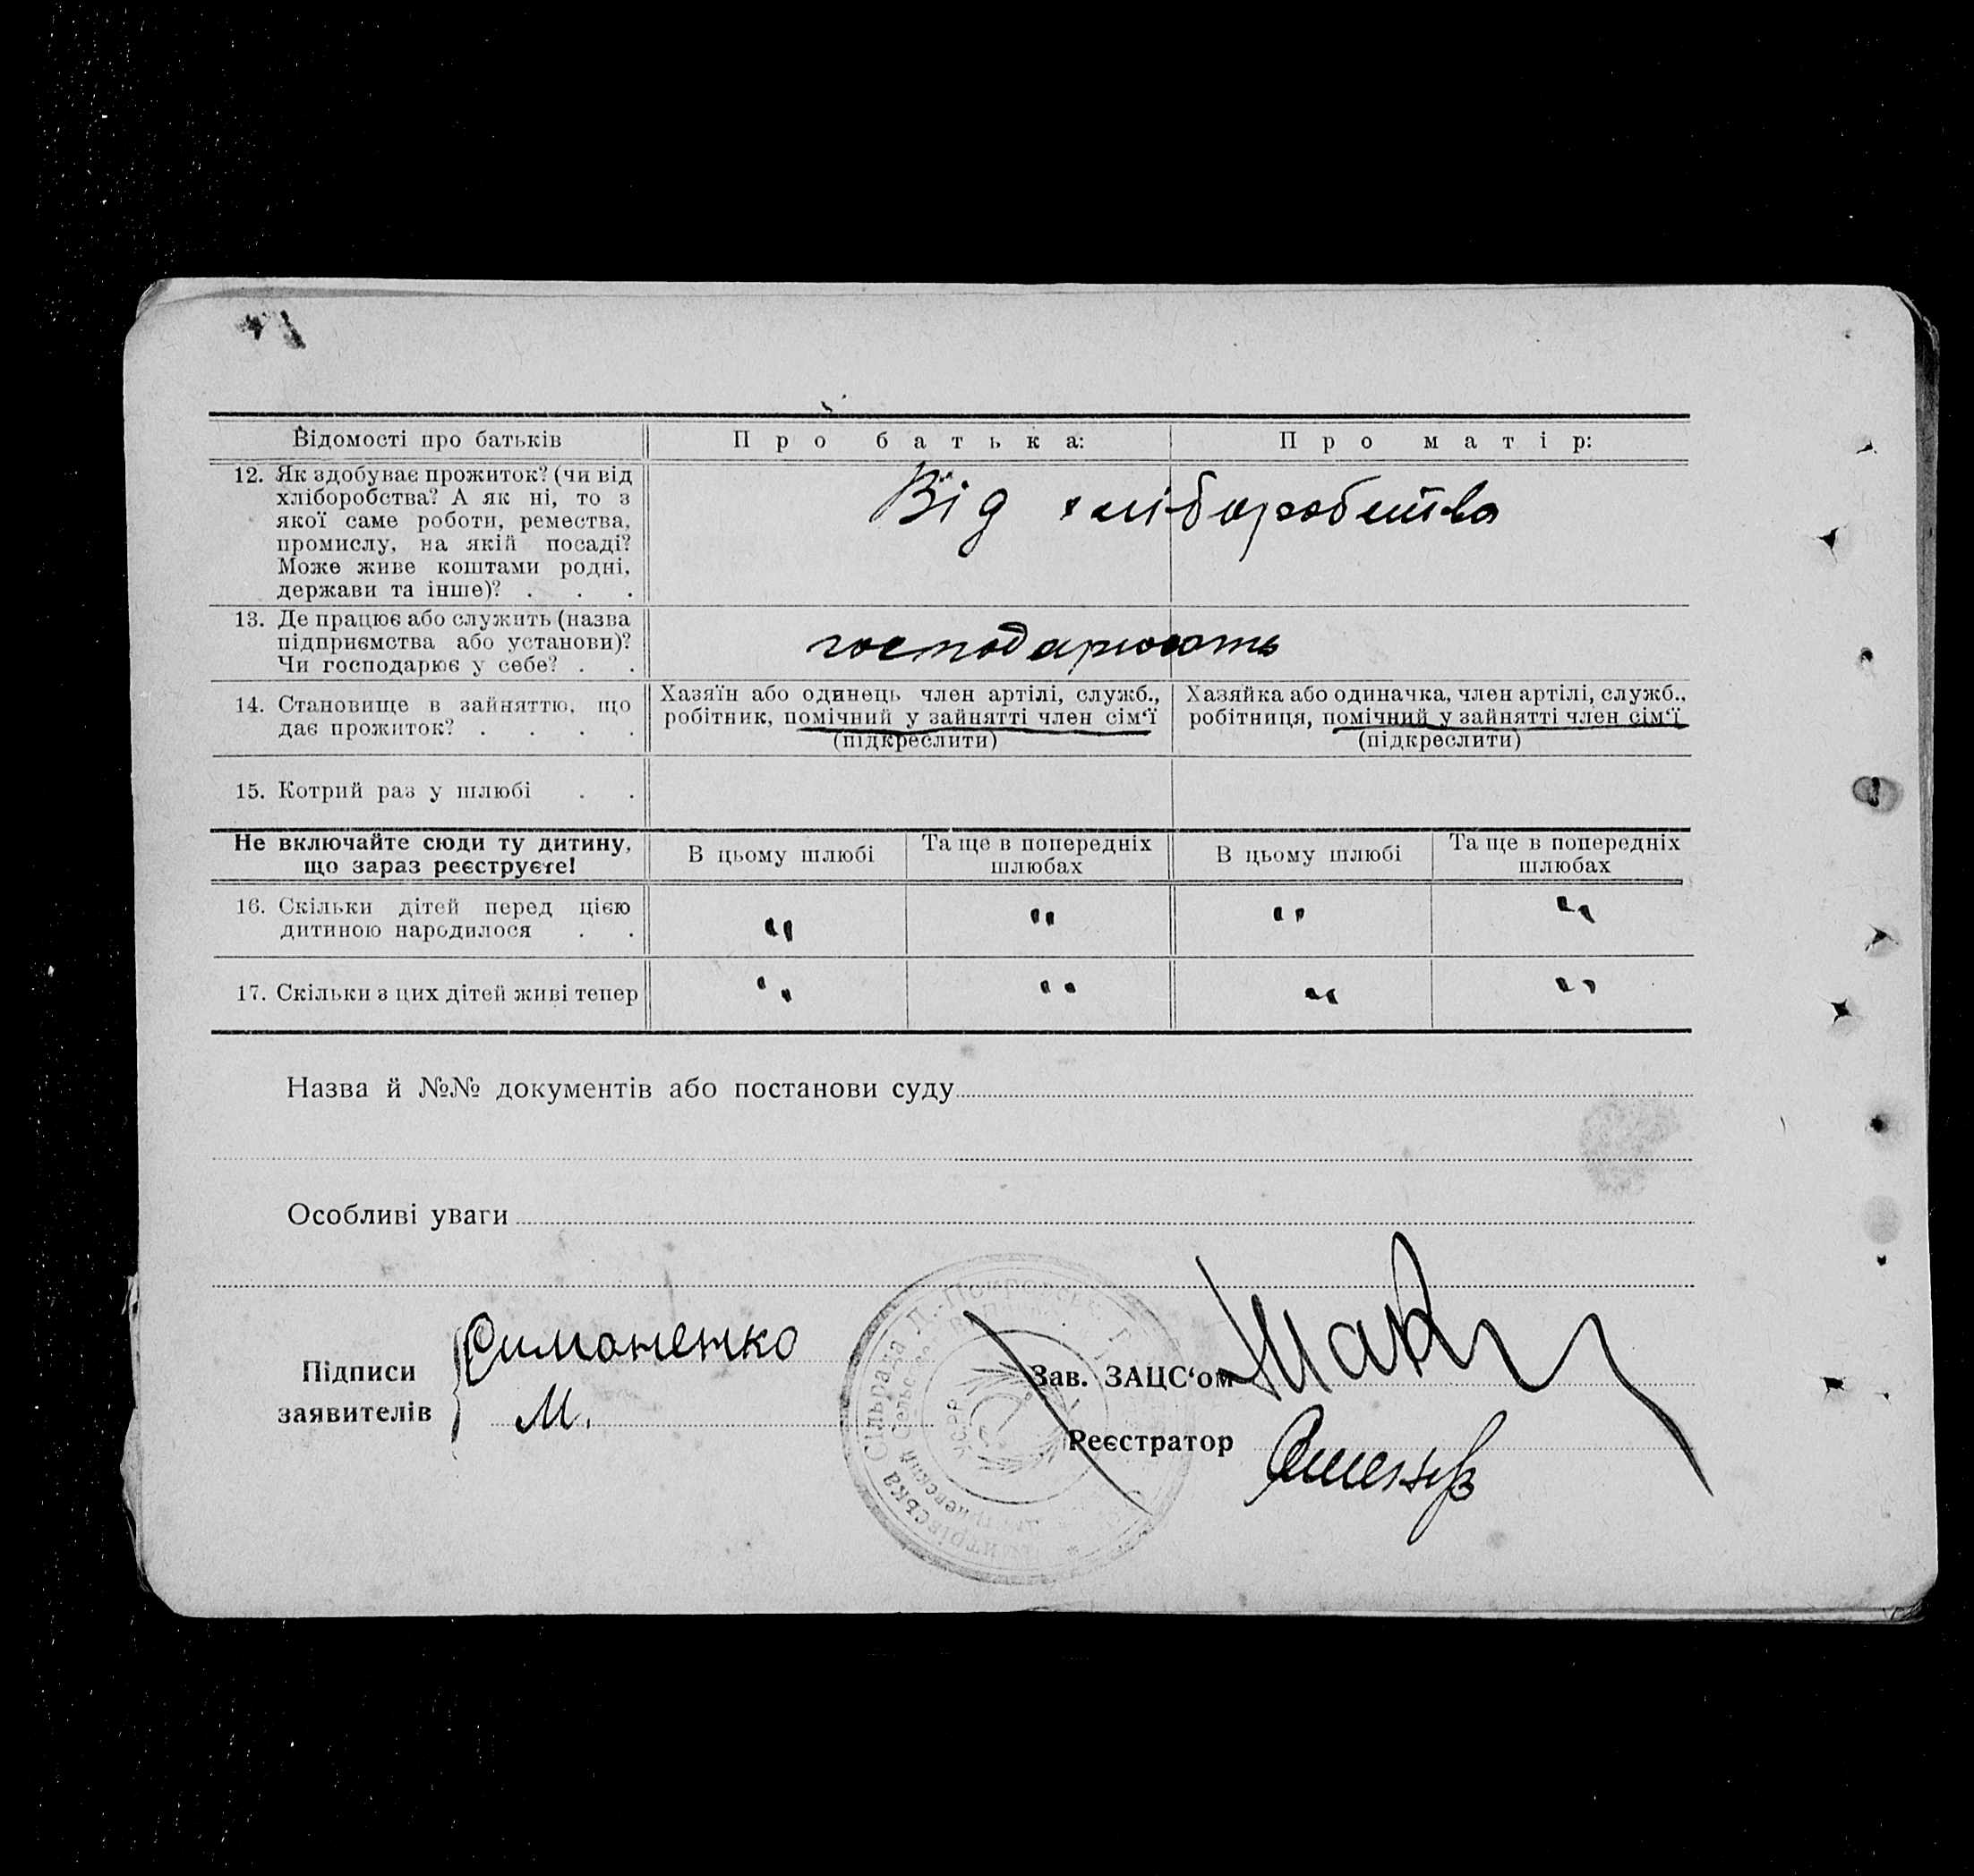 Відомості про батьків
Про батька:
Про матір:
12. Як здобуває прожиток? (чи від
хліборобства? А як ні, то з
якої саме роботи, ремества,
промислу, на якій посаді?
Може живе коштами родні,
держави та інше)? . . .
Від хліборобства
13. Де працює або служить (назва
підприємства або установи)?
Чи господарює у себе? . .
господарюють
14. Становище в зайняттю, що
дає прожиток? . . . .
Хазяїн або одинець член артілі, служб.,
робітник, помічний у зайнятті член сім‘ї
(підкреслити)
Хазяйка або одиначка, член артілі, служб.,
робітниця, помічний у зайнятті член сім‘ї
(підкреслити)
15. Котрий раз у шлюбі . .
Не включайте сюди ту дитину,
що зараз реєструєте!
В цьому шлюбі
Та ще в попередніх
шлюбах
В цьому шлюбі
Та ще в попередніх
шлюбах
16. Скільки дітей перед цією
дитиною народилося . .
" " " "
17. Скільки з цих дітей живі тепер
" " " "
Назва й №№ документів або постанови суду
Особливі уваги
Підписи
заявителів
Симоненко
М.
Зав. ЗАЦС‘ом
Реєстратор
Сільрада
УСРР